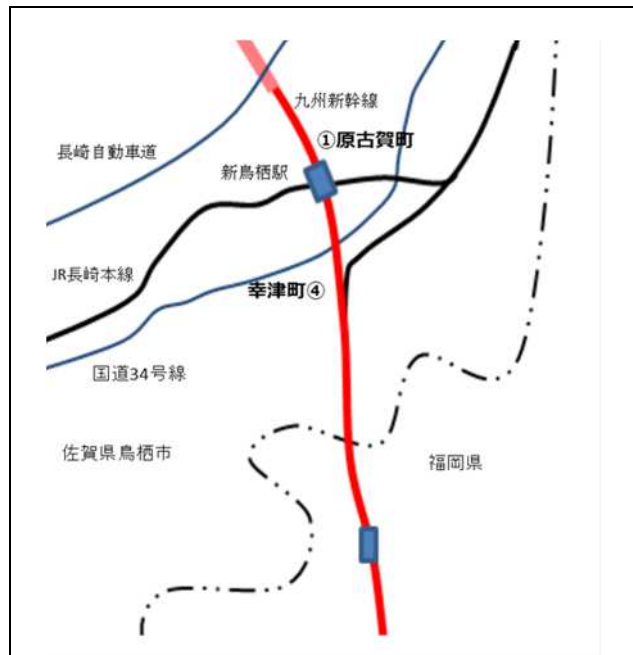 九州新幹線
①原古賀町
長崎自動車道
新鳥栖駅
JR長崎本線
幸津町④
国道34号線
佐賀県鳥栖市
福岡県